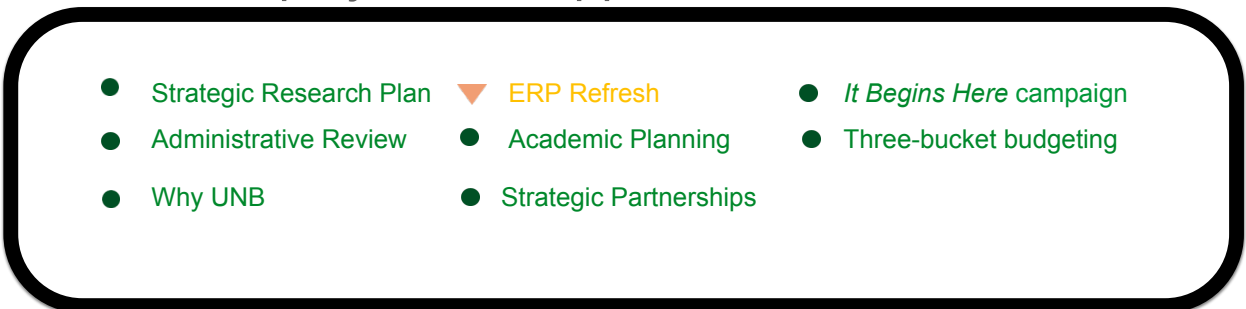 Strategic Research Plan
ERP Refresh
It Begins Here campaign
Administrative Review
Academic Planning
Three-bucket budgeting
Why UNB
Strategic Partnerships